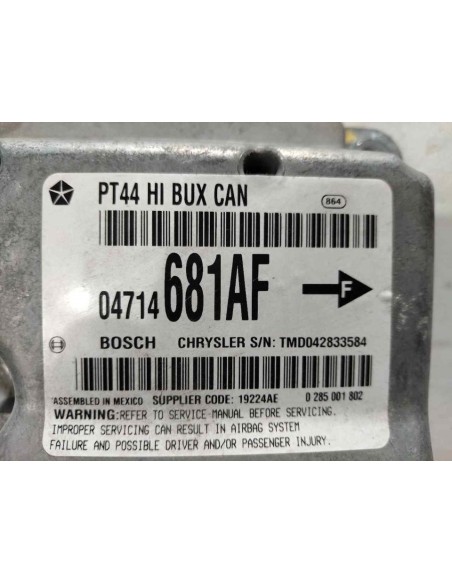 PT44 HI BUX CAN
864
04714681AF
F
BOSCH CHRYSLER S/N: TMD042833584
ASSEMBLED IN MEXICO SUPPLIER CODE: 19224AE 0 285 001 802
WARNING:REFER TO SERVICE MANUAL BEFORE SERVICING.
IMPROPER SERVICING CAN RESULT IN AIRBAG SYSTEM
FAILURE AND POSSIBLE DRIVER AND/OR PASSENGER INJURY.